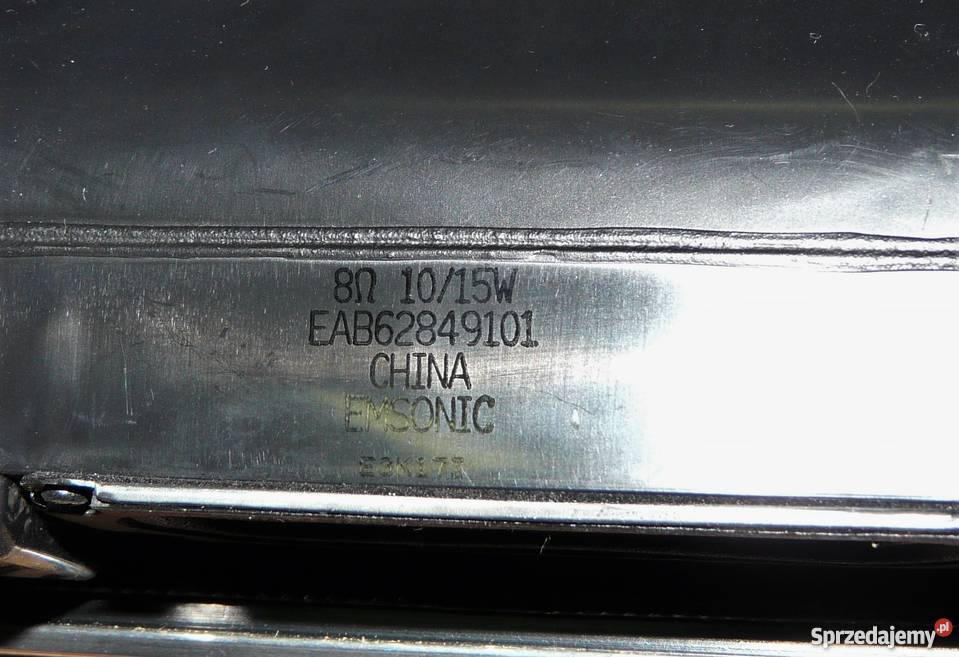 8Ω 10/15W
EAB62849101
CHINA
EMSONIC
Sprzedajemy.pl